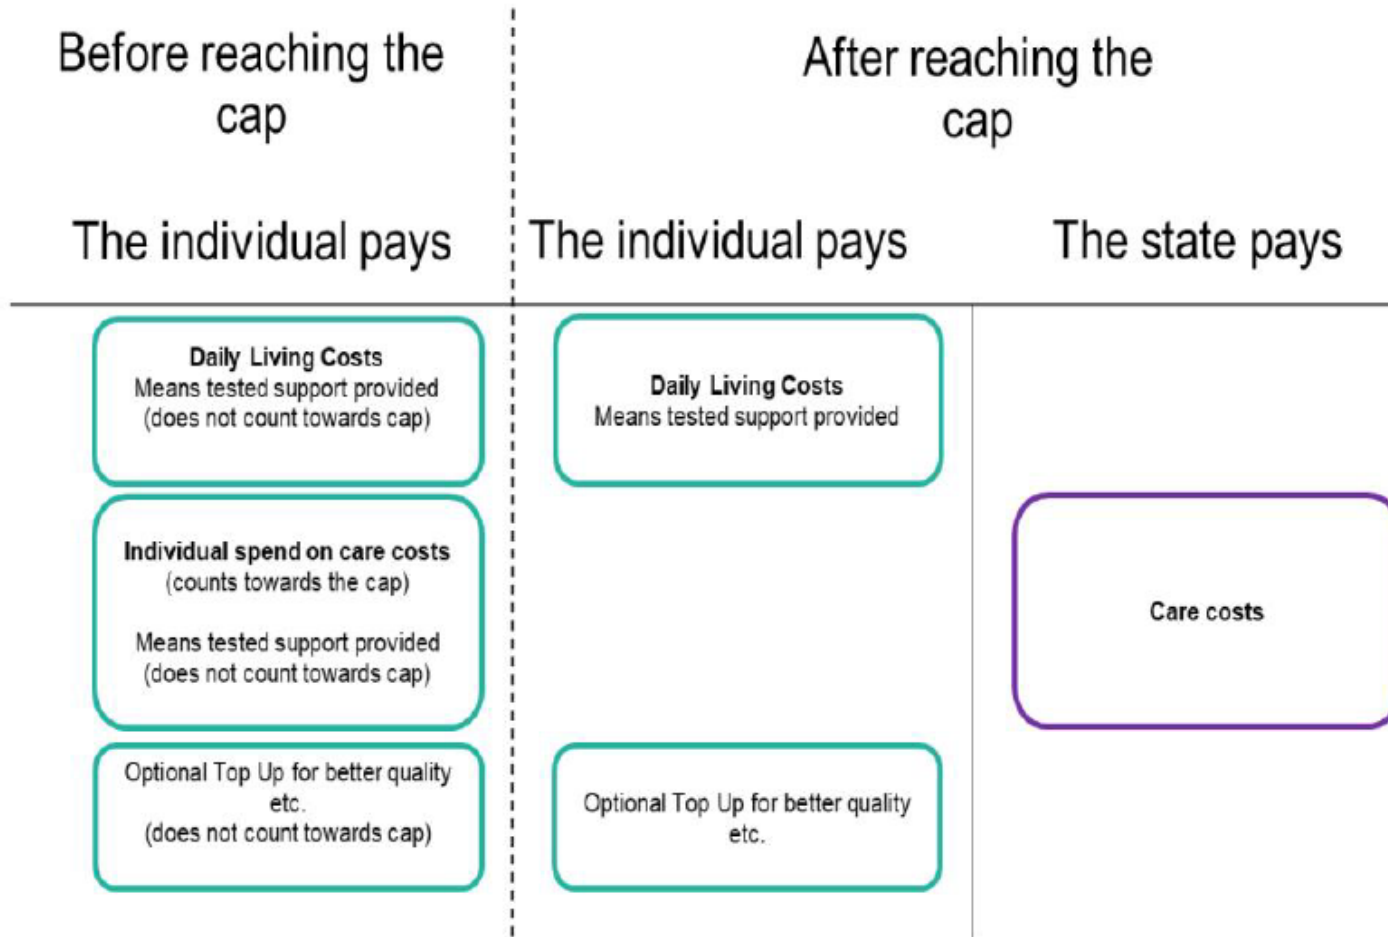 Before reaching the
cap
After reaching the
cap
The individual pays
The individual pays
The state pays
Daily Living Costs
Means tested support provided
(does not count towards cap)
Daily Living Costs
Means tested support provided
Individual spend on care costs
(counts towards the cap)
Means tested support provided
(does not count towards cap)
Care costs
Optional Top Up for better quality
etc.
(does not count towards cap)
Optional Top Up for better quality
etc.